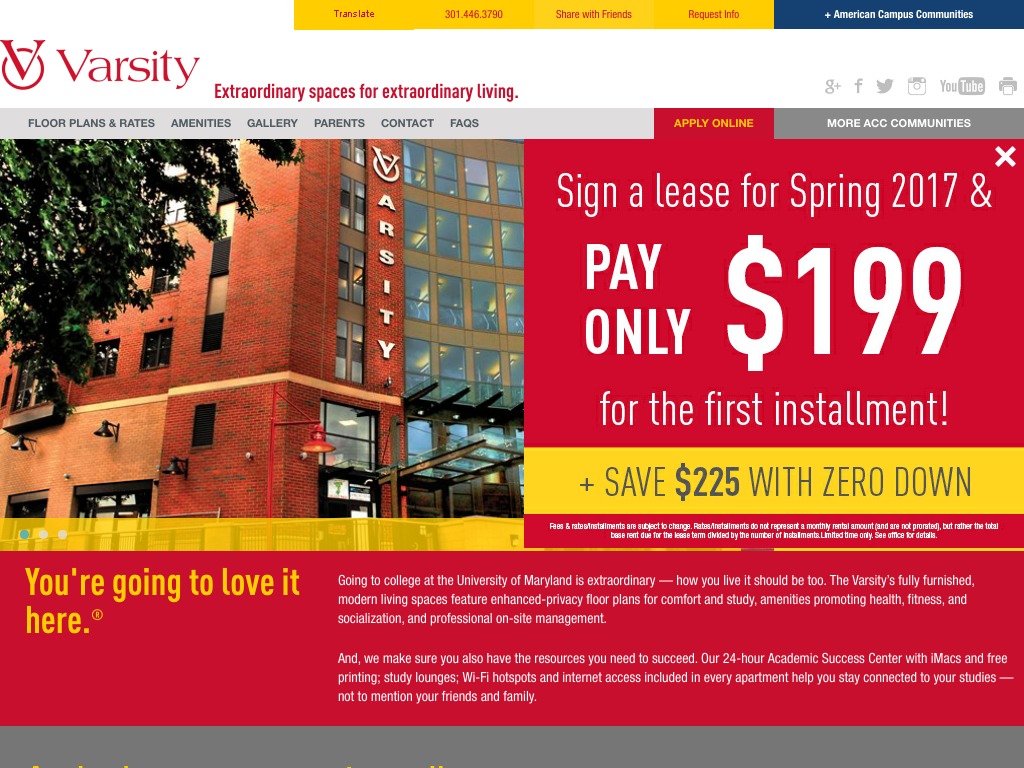 Translate
301.446.3790
Share with Friends
Request Info
+ American Campus Communities
Varsity
Extraordinary spaces for extraordinary living.
g+
f
You Tube
FLOOR PLANS & RATES
AMENITIES
GALLERY
PARENTS
CONTACT
FAQS
APPLY ONLINE
MORE ACC COMMUNITIES
VARSITY
Sign a lease for Spring 2017 &
PAY
ONLY
$199
for the first installment!
+ SAVE $225 WITH ZERO DOWN
Fees & rates/installments are subject to change. Rates/installments do not represent a monthly rental amount (and are not prorated), but rather the total
base rent due for the lease term divided by the number of installments.Limited time only. See office for details.
You're going to love it
here.®
Going to college at the University of Maryland is extraordinary — how you live it should be too. The Varsity's fully furnished,
modern living spaces feature enhanced-privacy floor plans for comfort and study, amenities promoting health, fitness, and
socialization, and professional on-site management.
And, we make sure you also have the resources you need to succeed. Our 24-hour Academic Success Center with iMacs and free
printing; study lounges; Wi-Fi hotspots and internet access included in every apartment help you stay connected to your studies —
not to mention your friends and family.